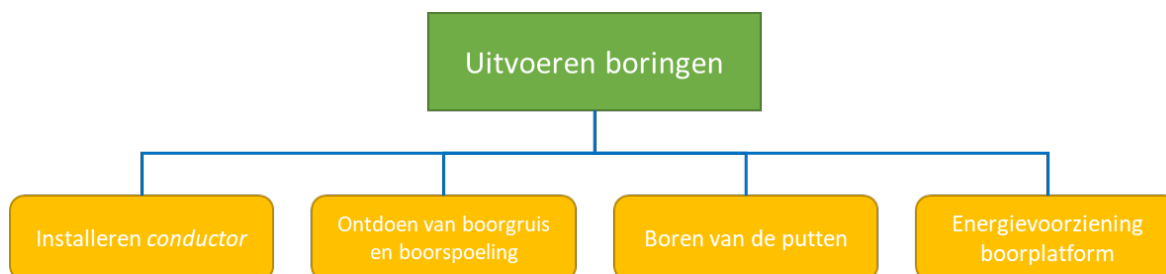 Uitvoeren boringen
Installeren conductor
Ontdoen van boorgruis
en boorspoeling
Boren van de putten
Energievoorziening
boorplatform